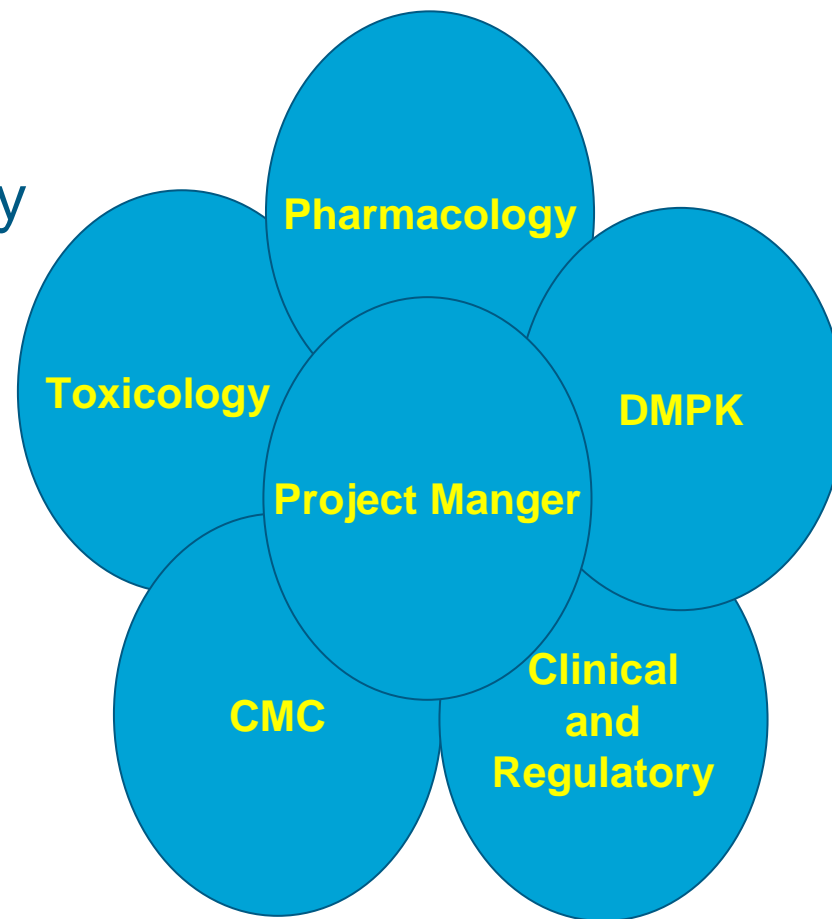 y
Pharmacology
Toxicology
DMPK
Project Manger
Clinical
and
Regulatory
CMC